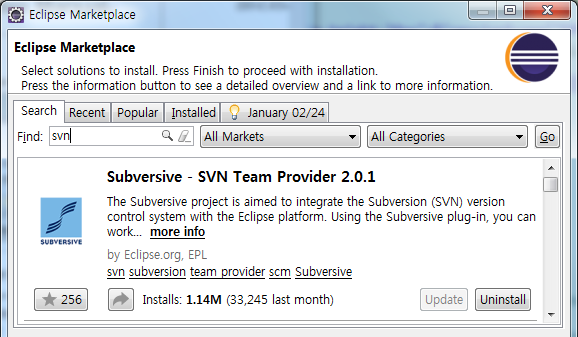 Eclipse Marketplace
Eclipse Marketplace
Select solutions to install. Press Finish to proceed with installation.
Press the information button to see a detailed overview and a link to more information.
Search Recent Popular Installed January 02/24
Find: svn All Markets All Categories Go
Subversive - SVN Team Provider 2.0.1
The Subversive project is aimed to integrate the Subversion (SVN) version
control system with the Eclipse platform. Using the Subversive plug-in, you can
work... more info
SUBVERSIVE
by Eclipse.org, EPL
svn subversion team provider scm Subversive
256 Installs: 1.14M (33,245 last month) Update Uninstall